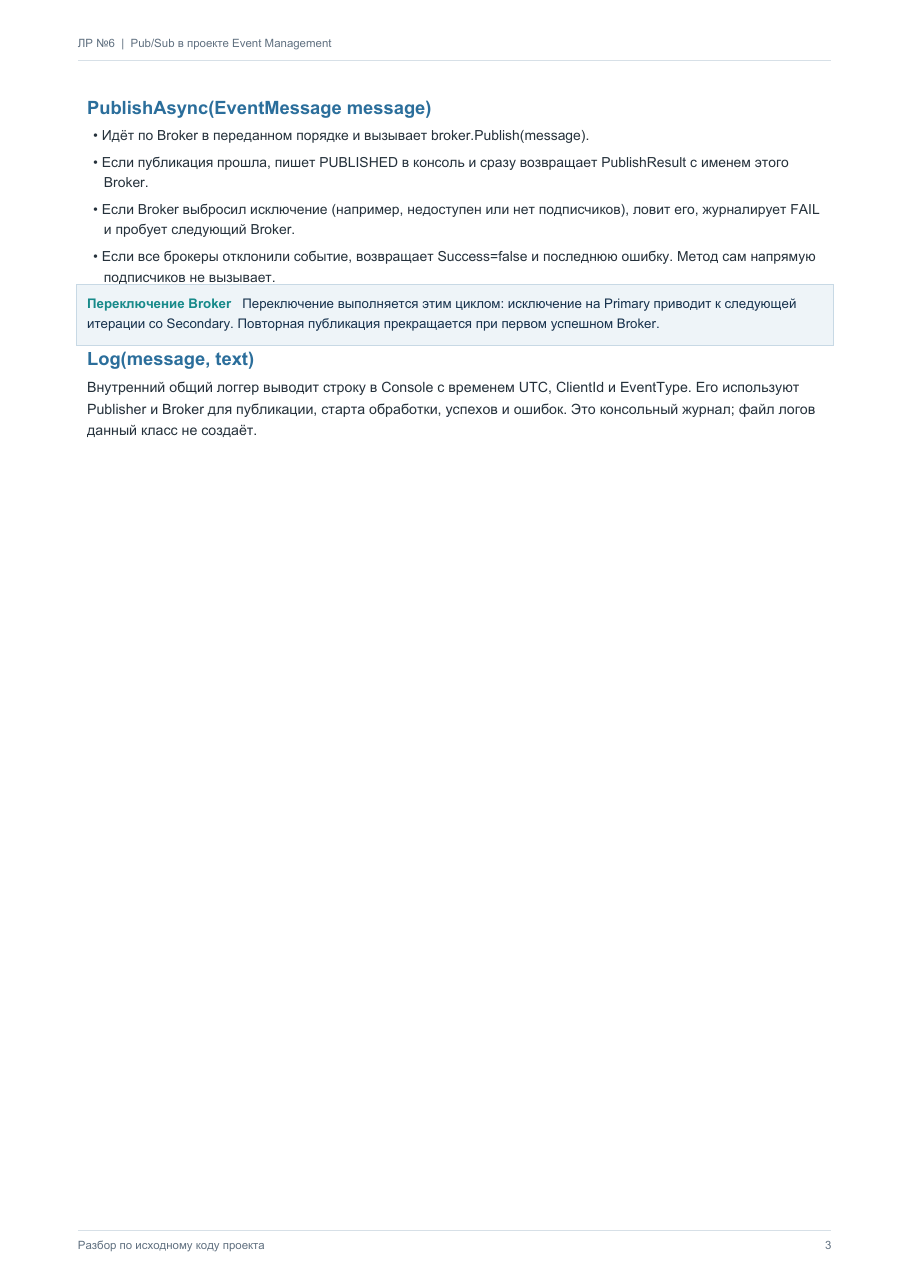 ЛР №6 | Pub/Sub в проекте Event Management
PublishAsync(EventMessage message)
• Идёт по Broker в переданном порядке и вызывает broker.Publish(message).
• Если публикация прошла, пишет PUBLISHED в консоль и сразу возвращает PublishResult с именем этого
Broker.
• Если Broker выбросил исключение (например, недоступен или нет подписчиков), ловит его, журналирует FAIL
и пробует следующий Broker.
• Если все брокеры отклонили событие, возвращает Success=false и последнюю ошибку. Метод сам напрямую
подписчиков не вызывает.
Переключение Broker Переключение выполняется этим циклом: исключение на Primary приводит к следующей
итерации со Secondary. Повторная публикация прекращается при первом успешном Broker.
Log(message, text)
Внутренний общий логгер выводит строку в Console с временем UTC, ClientId и EventType. Его используют
Publisher и Broker для публикации, старта обработки, успехов и ошибок. Это консольный журнал; файл логов
данный класс не создаёт.
Разбор по исходному коду проекта
3